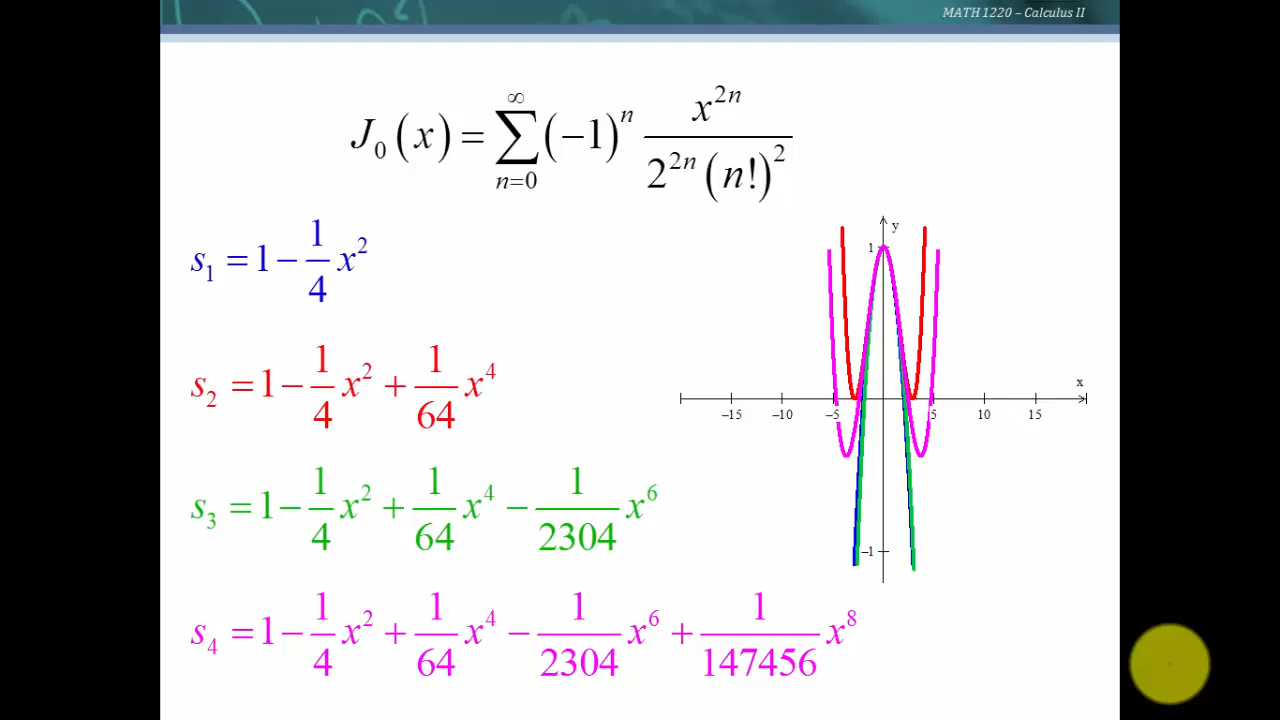 MATH 1220 – Calculus II
J₀(x) = ∑_{n=0}^{∞} (−1)ⁿ x²ⁿ / (2²ⁿ(n!)²)
s₁ = 1 − 1/4 x²
s₂ = 1 − 1/4 x² + 1/64 x⁴
s₃ = 1 − 1/4 x² + 1/64 x⁴ − 1/2304 x⁶
s₄ = 1 − 1/4 x² + 1/64 x⁴ − 1/2304 x⁶ + 1/147456 x⁸
y
1
x
−15 −10 −5 5 10 15
−1